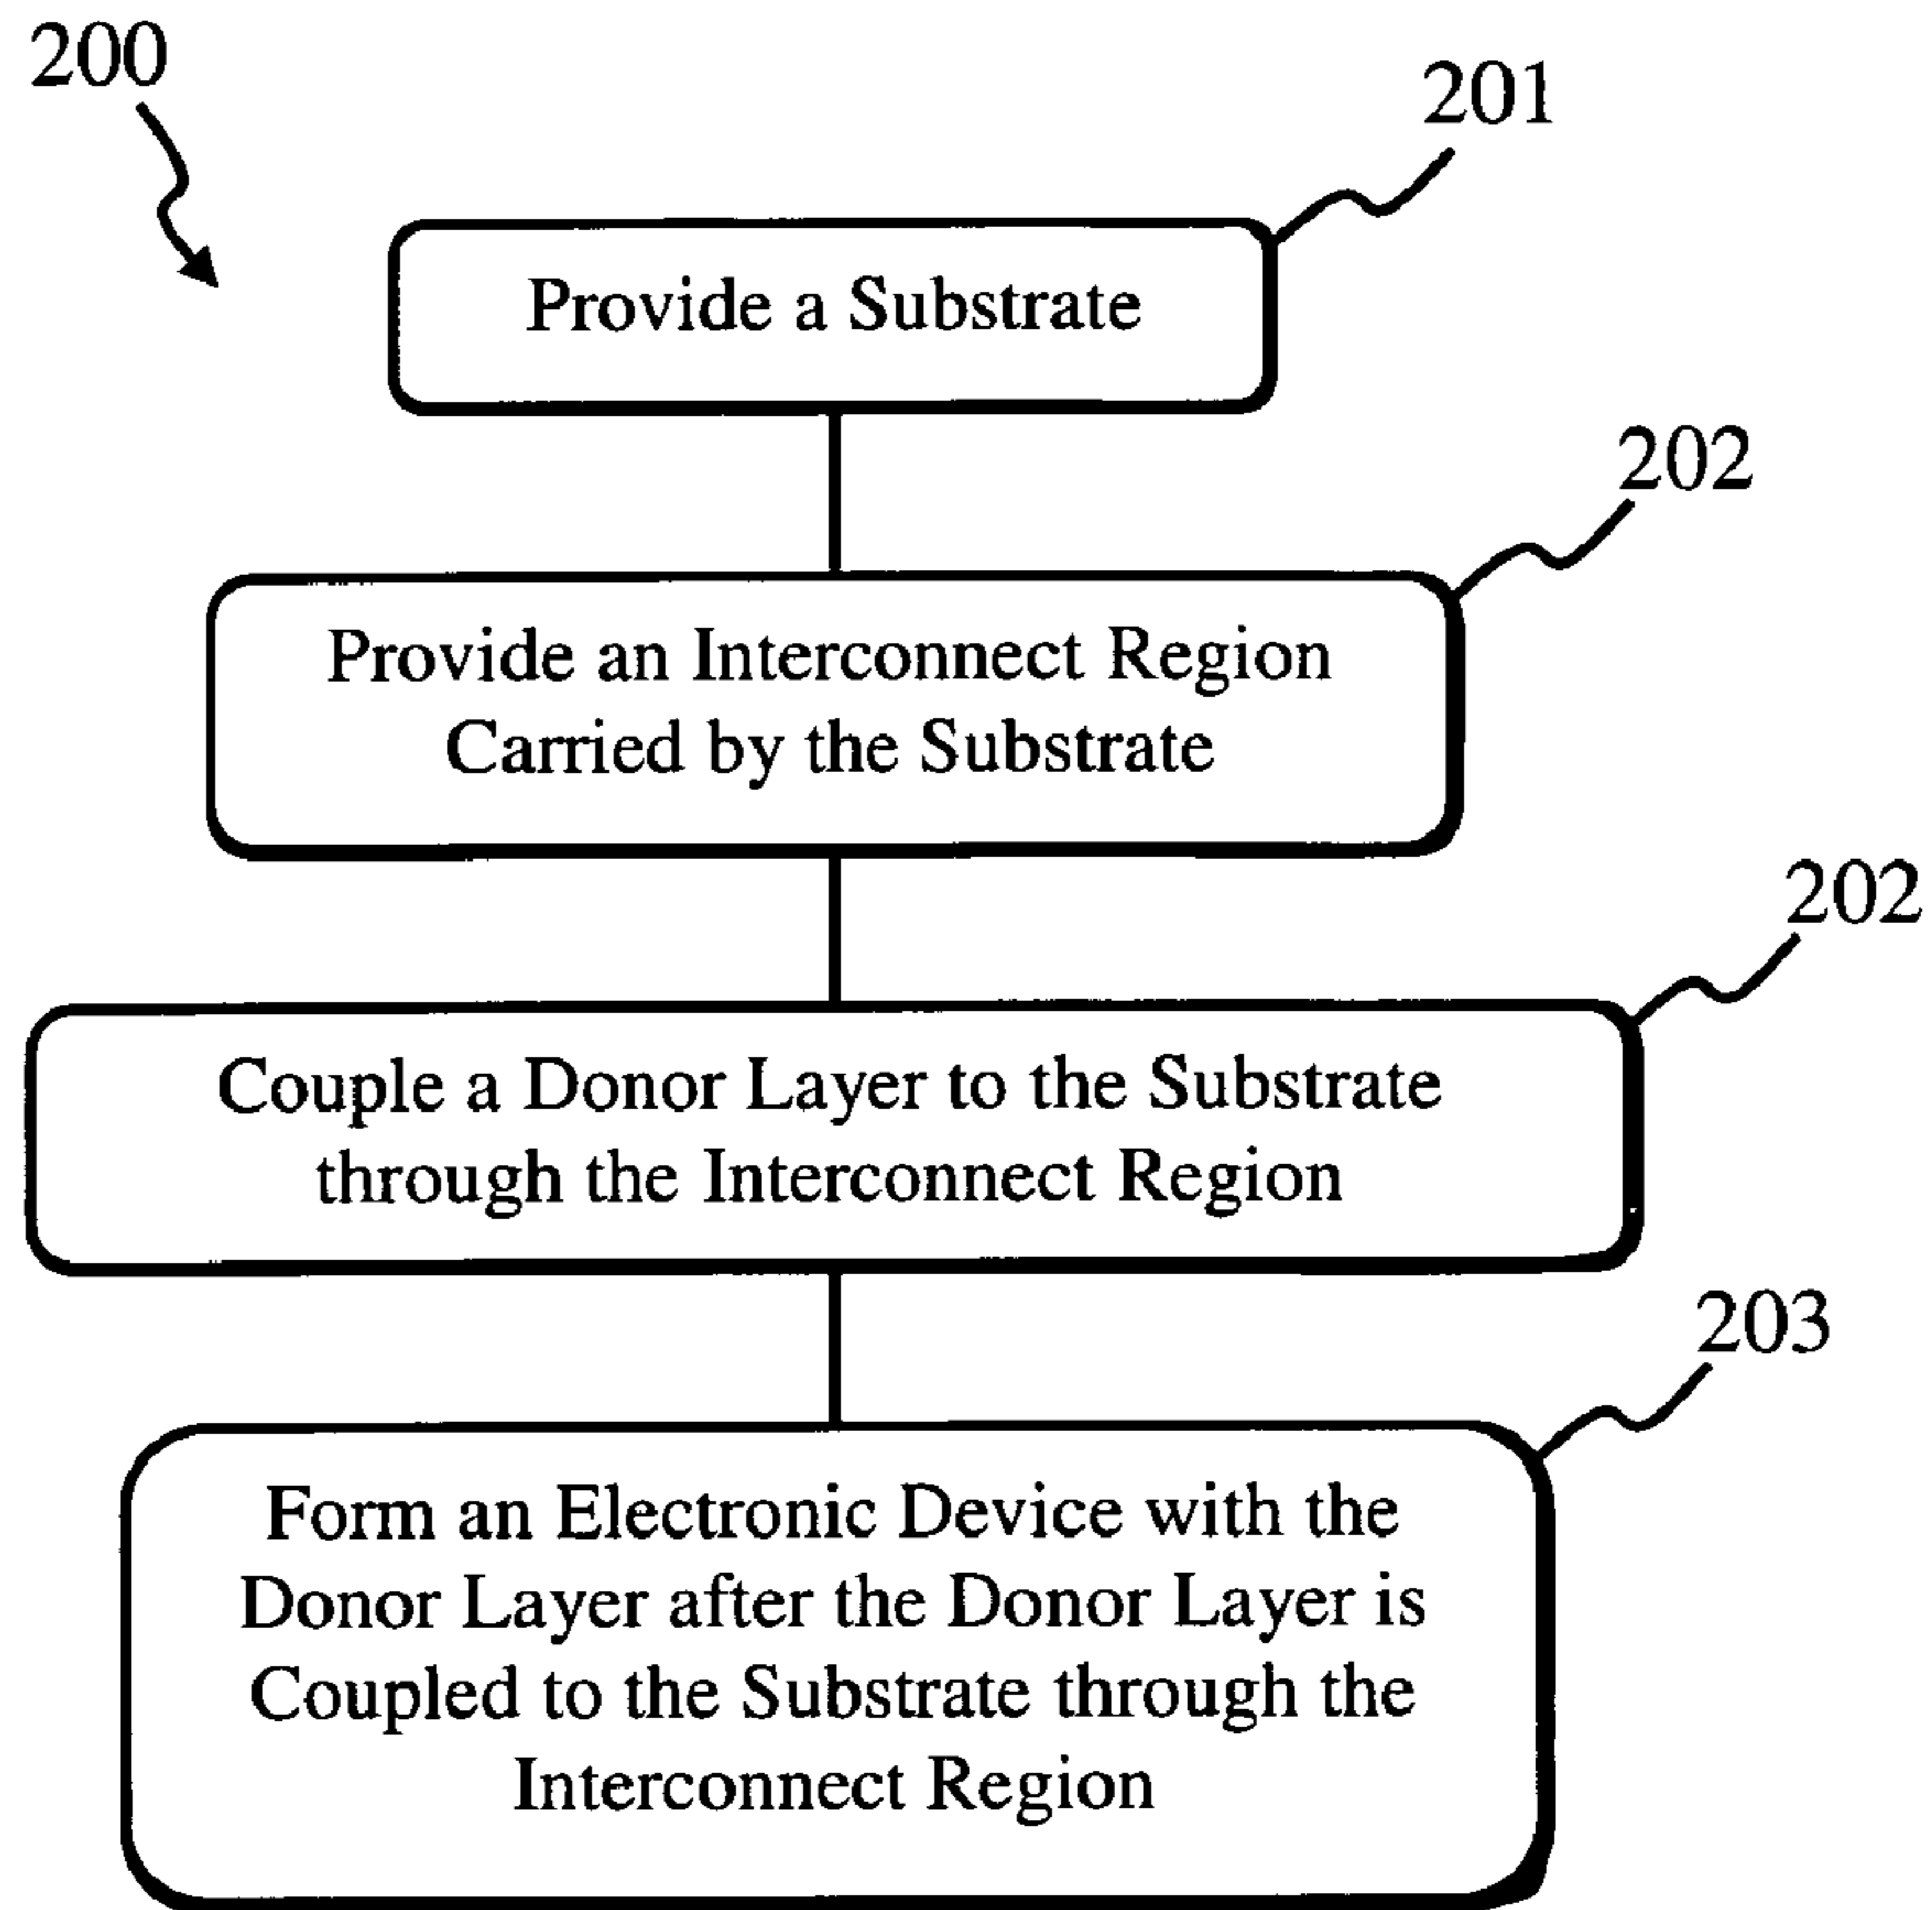 200
201
Provide a Substrate
202
Provide an Interconnect Region
Carried by the Substrate
202
Couple a Donor Layer to the Substrate
through the Interconnect Region
203
Form an Electronic Device with the
Donor Layer after the Donor Layer is
Coupled to the Substrate through the
Interconnect Region